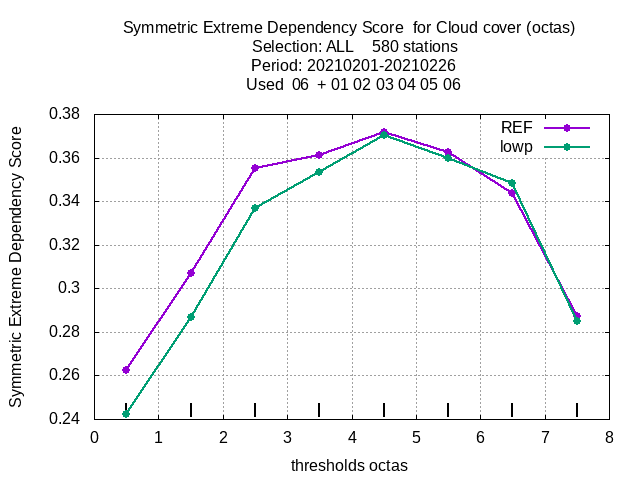 Symmetric Extreme Dependency Score  for Cloud cover (octas)
Selection: ALL    580 stations
Period: 20210201-20210226
Used  06  + 01 02 03 04 05 06
REF
lowp
Symmetric Extreme Dependency Score
0.38
0.36
0.34
0.32
0.3
0.28
0.26
0.24
0 1 2 3 4 5 6 7 8
thresholds octas